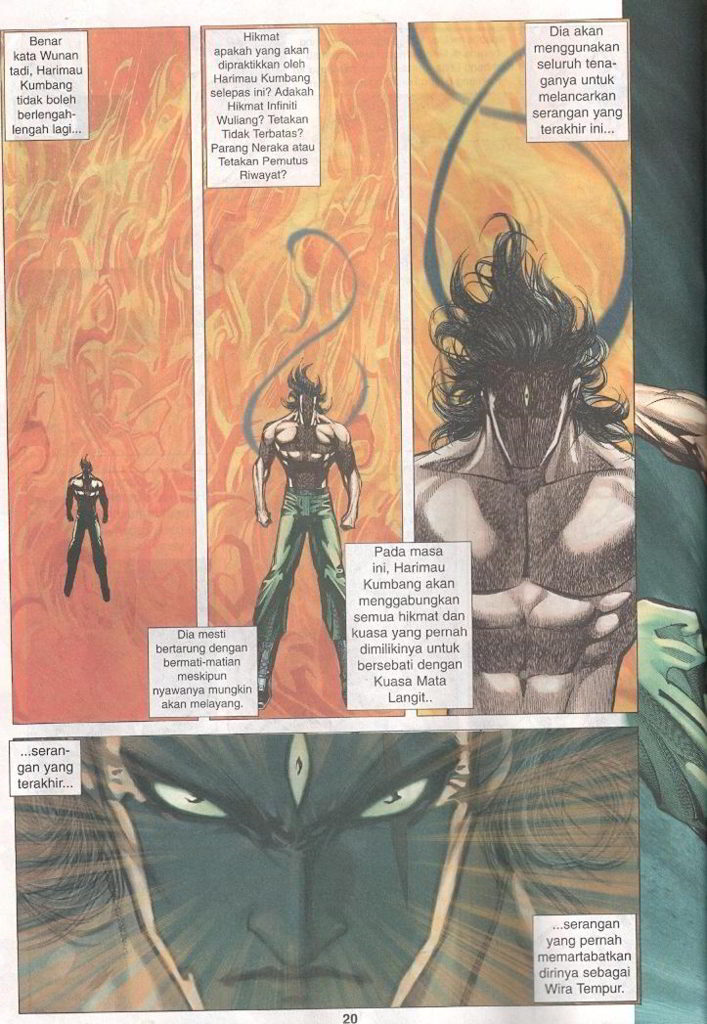 Benar
kata Wunan
tadi, Harimau
Kumbang
tidak boleh
berlengah-
lengah lagi...
Hikmat
apakah yang akan
dipraktikkan oleh
Harimau Kumbang
selepas ini? Adakah
Hikmat Infiniti
Wuliang? Tetakan
Tidak Terbatas?
Parang Neraka atau
Tetakan Pemutus
Riwayat?
Dia akan
menggunakan
seluruh tena-
ganya untuk
melancarkan
serangan yang
terakhir ini...
Dia mesti
bertarung dengan
bermati-matian
meskipun
nyawanya mungkin
akan melayang.
Pada masa
ini, Harimau
Kumbang akan
menggabungkan
semua hikmat dan
kuasa yang pernah
dimilikinya untuk
bersebati dengan
Kuasa Mata
Langit..
...seran-
gan yang
terakhir...
...serangan
yang pernah
memartabatkan
dirinya sebagai
Wira Tempur.
20